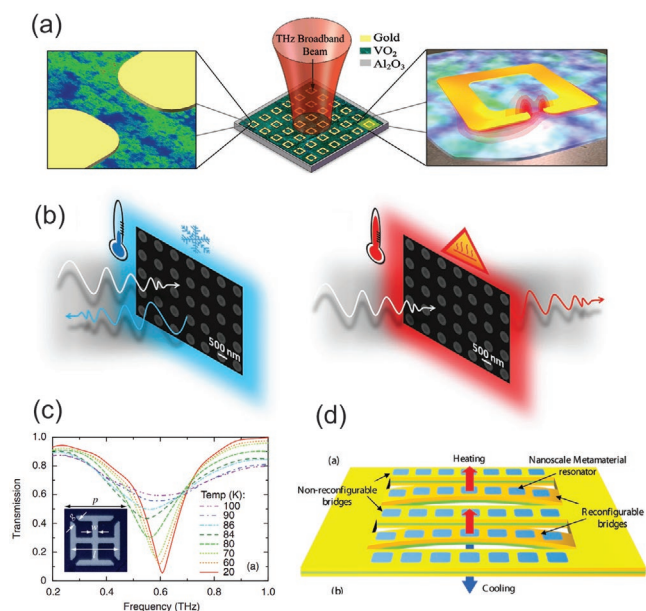 (a)
THz Broadband
Beam
Gold
VO2
Al2O3
(b)
500 nm
500 nm
(c)
1.0
0.8
0.6
0.4
0.2
0
0.2
0.4
0.6
0.8
1.0
Transmission
Frequency (THz)
p
Temp (K):
100
90
86
84
80
70
60
20
(a)
(d)
(a)
Heating
Nanoscale Metamaterial
resonator
Non-reconfigurable
bridges
Reconfigurable
bridges
(b)
Cooling